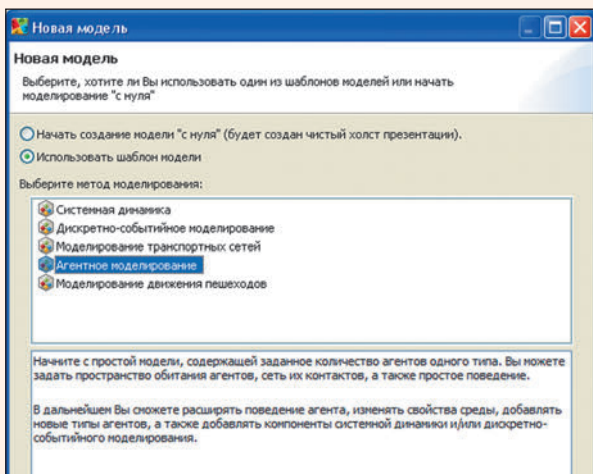 Новая модель
Новая модель
Выберите, хотите ли Вы использовать один из шаблонов моделей или начать
моделирование "с нуля"
Начать создание модели "с нуля" (будет создан чистый холст презентации).
Использовать шаблон модели
Выберите метод моделирования:
Системная динамика
Дискретно-событийное моделирование
Моделирование транспортных сетей
Агентное моделирование
Моделирование движения пешеходов
Начните с простой модели, содержащей заданное количество агентов одного типа. Вы можете
задать пространство обитания агентов, сеть их контактов, а также простое поведение.
В дальнейшем Вы сможете расширять поведение агента, изменять свойства среды, добавлять
новые типы агентов, а также добавлять компоненты системной динамики и/или дискретно-
событийного моделирования.